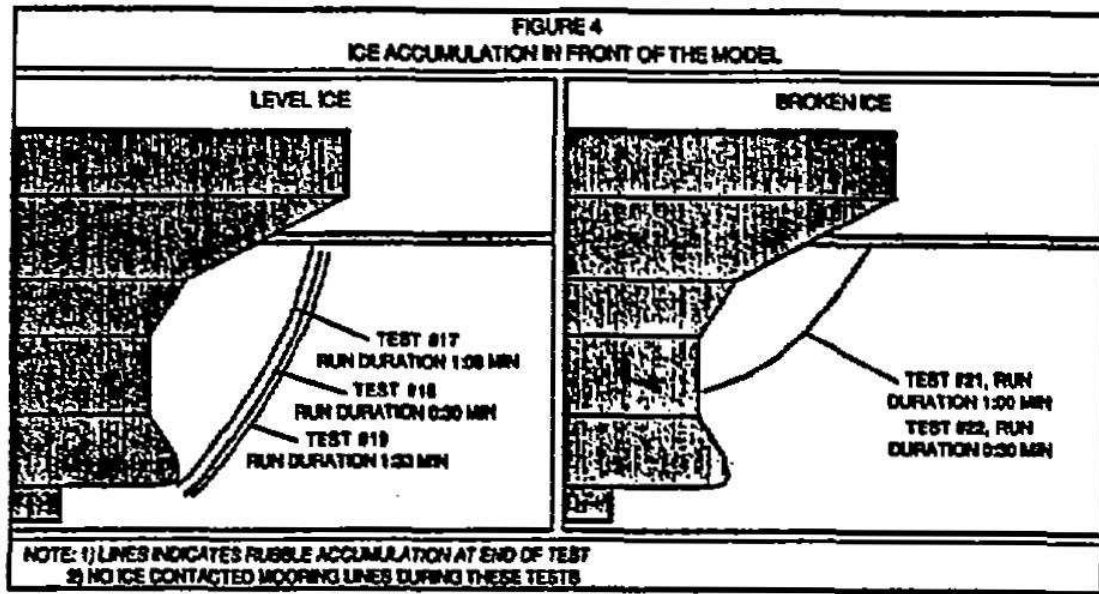 FIGURE 4
ICE ACCUMULATION IN FRONT OF THE MODEL
LEVEL ICE
TEST #17
RUN DURATION 1:08 MIN
TEST #18
RUN DURATION 0:30 MIN
TEST #19
RUN DURATION 1:33 MIN
BROKEN ICE
TEST #21, RUN
DURATION 1:00 MIN
TEST #22, RUN
DURATION 0:30 MIN
NOTE: 1) LINES INDICATES RUBBLE ACCUMULATION AT END OF TEST
2) NO ICE CONTACTED MOORING LINES DURING THESE TESTS